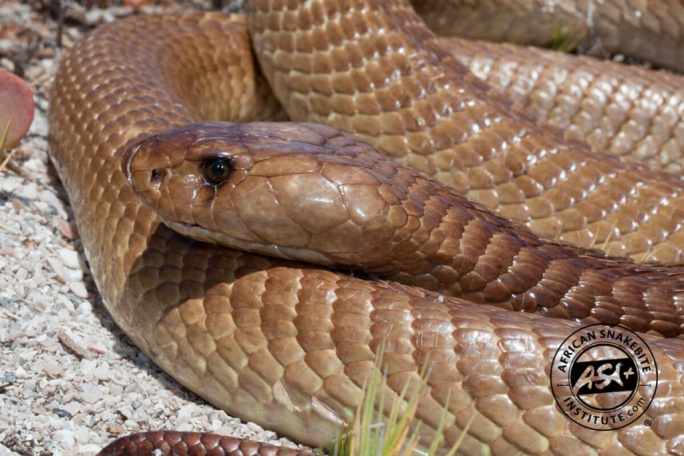 AFRICAN SNAKEBITE
ASI+
INSTITUTE.COM
®